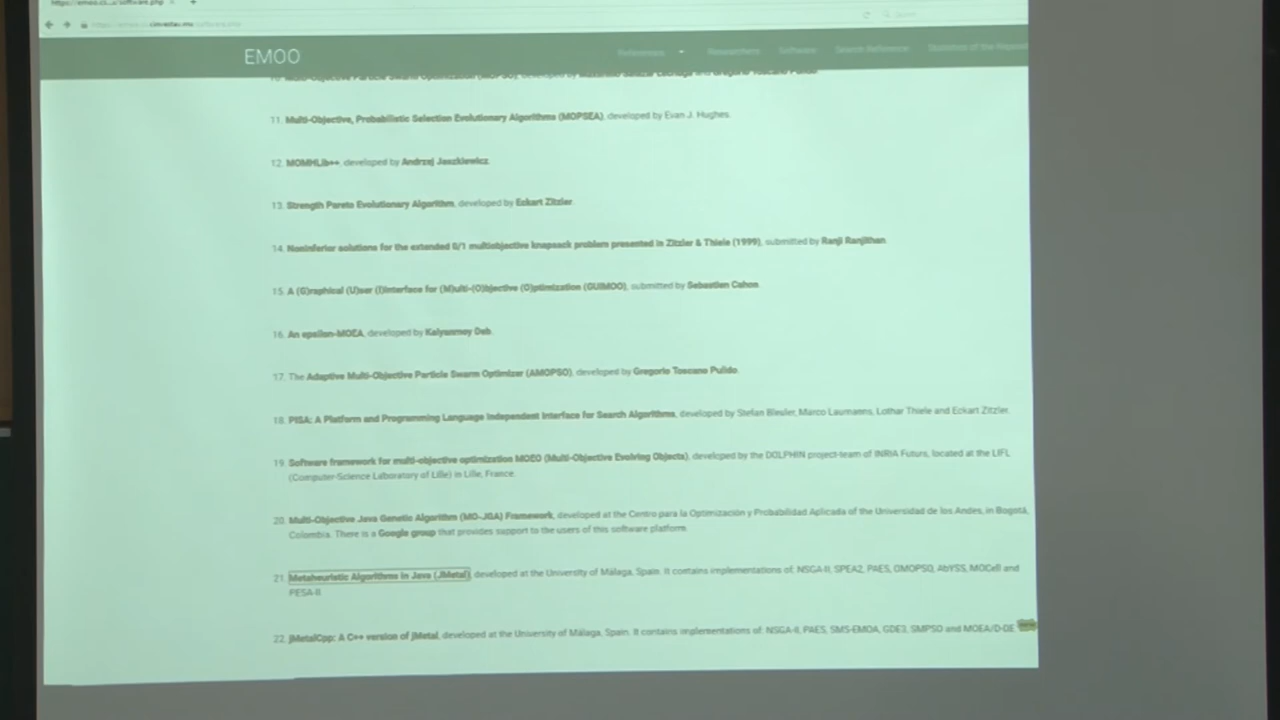 EMOO
References Researchers Software Search Reference Statistics of the
11. Multi-Objective, Probabilistic Selection Evolutionary Algorithms (MOPSEA), developed by Evan J. Hughes.
12. MOMHLib++, developed by Andrzej Jaszkiewicz.
13. Strength Pareto Evolutionary Algorithm, developed by Eckart Zitzler.
14. Noninferior solutions for the extended 0/1 multiobjective knapsack problem presented in Zitzler & Thiele (1999), submitted by Ranji Ranjithan.
15. A (G)raphical (U)ser (I)interface for (M)ulti-(O)bjective (O)ptimization (GUIMOO), submitted by Sebastien Cahon.
16. An epsilon-MOEA, developed by Kalyanmoy Deb.
17. The Adaptive Multi-Objective Particle Swarm Optimizer (AMOPSO), developed by Gregorio Toscano Pulido.
18. PISA: A Platform and Programming Language Independent Interface for Search Algorithms, developed by Stefan Bleuler, Marco Laumanns, Lothar Thiele and Eckart Zitzler.
19. Software framework for multi-objective optimization MOEO (Multi-Objective Evolving Objects), developed by the DOLPHIN project-team of INRIA Futurs, located at the LIFL
(Computer-Science Laboratory of Lille) in Lille, France.
20. Multi-Objective Java Genetic Algorithm (MO-JGA) Framework, developed at the Centro para la Optimización y Probabilidad Aplicada of the Universidad de los Andes, in Bogotá,
Colombia. There is a Google group that provides support to the users of this software platform.
21. Metaheuristic Algorithms in Java (JMetal), developed at the University of Málaga, Spain. It contains implementations of: NSGA-II, SPEA2, PAES, OMOPSO, AbYSS, MOCell and
PESA-II.
22. jMetalCpp: A C++ version of jMetal, developed at the University of Málaga, Spain. It contains implementations of: NSGA-II, PAES, SMS-EMOA, GDE3, SMPSO and MOEA/D-DE.